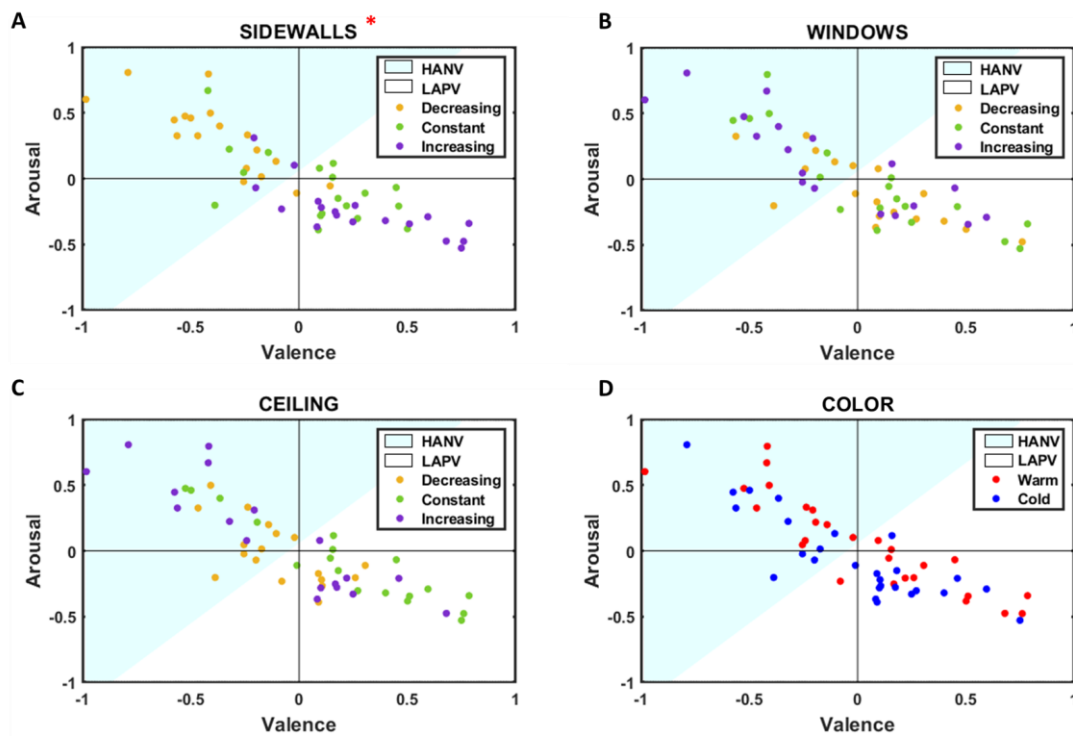 A
SIDEWALLS *
1
0.5
0
-0.5
-1
-1
-0.5
0
0.5
1
Arousal
Valence
HANV
LAPV
Decreasing
Constant
Increasing
B
WINDOWS
1
0.5
0
-0.5
-1
-1
-0.5
0
0.5
1
Arousal
Valence
HANV
LAPV
Decreasing
Constant
Increasing
C
CEILING
1
0.5
0
-0.5
-1
-1
-0.5
0
0.5
1
Arousal
Valence
HANV
LAPV
Decreasing
Constant
Increasing
D
COLOR
1
0.5
0
-0.5
-1
-1
-0.5
0
0.5
1
Arousal
Valence
HANV
LAPV
Warm
Cold